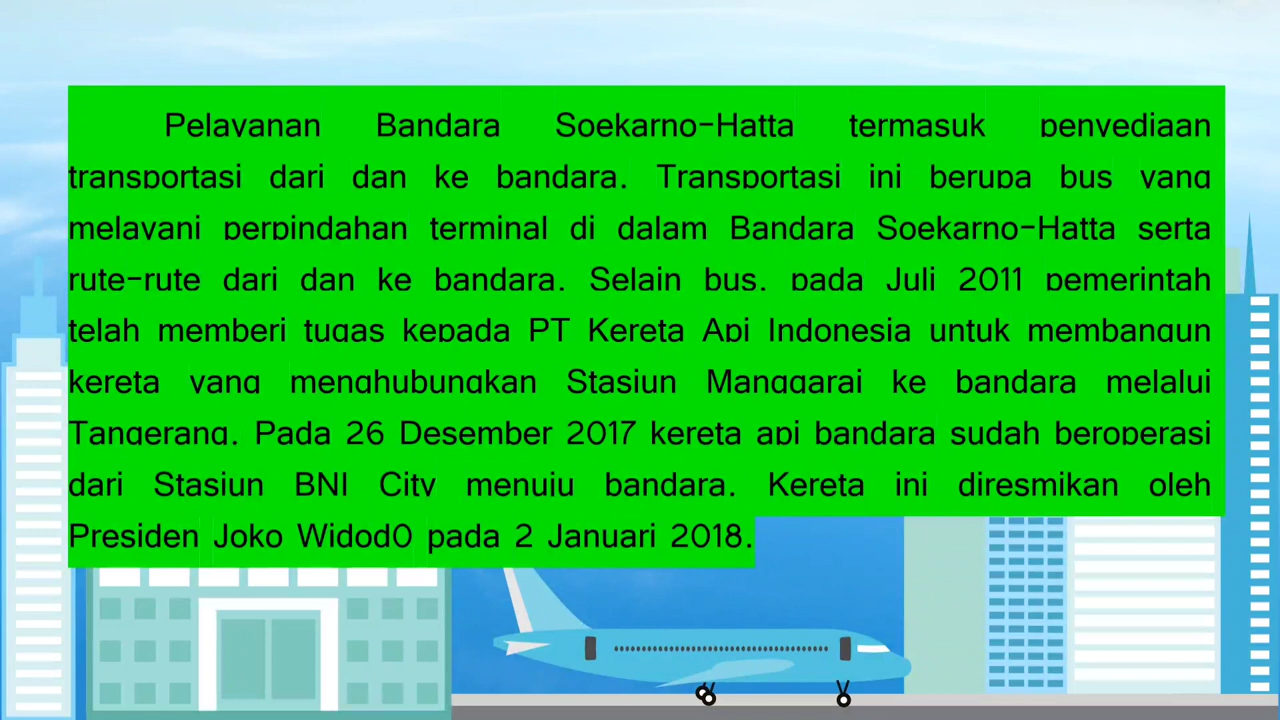 Pelayanan Bandara Soekarno-Hatta termasuk penyediaan
transportasi dari dan ke bandara. Transportasi ini berupa bus yang
melayani perpindahan terminal di dalam Bandara Soekarno-Hatta serta
rute-rute dari dan ke bandara. Selain bus, pada Juli 2011 pemerintah
telah memberi tugas kepada PT Kereta Api Indonesia untuk membangun
kereta yang menghubungkan Stasiun Manggarai ke bandara melalui
Tangerang. Pada 26 Desember 2017 kereta api bandara sudah beroperasi
dari Stasiun BNI City menuju bandara. Kereta ini diresmikan oleh
Presiden Joko Widod0 pada 2 Januari 2018.